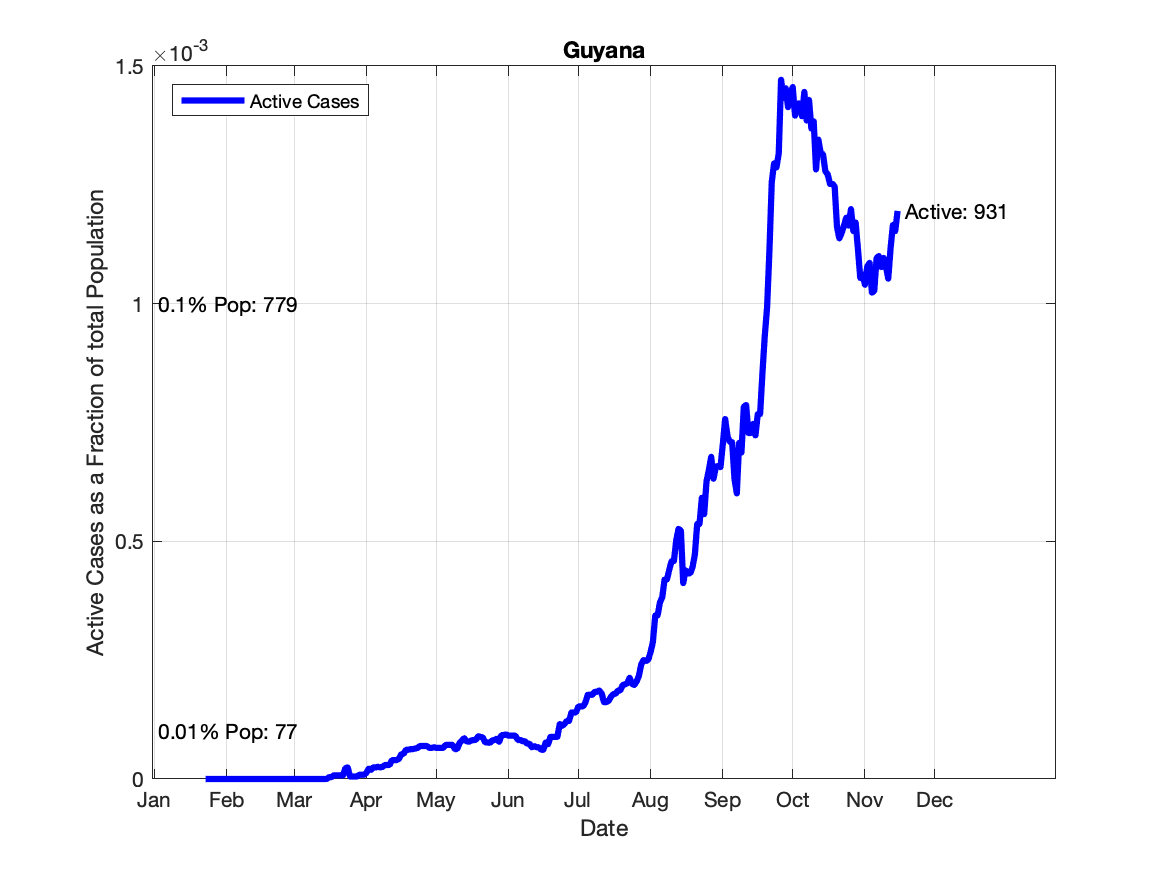 Guyana
×10-3
1.5
1
0.5
0
Active Cases
Active: 931
0.1% Pop: 779
0.01% Pop: 77
Active Cases as a Fraction of total Population
Jan Feb Mar Apr May Jun Jul Aug Sep Oct Nov Dec
Date